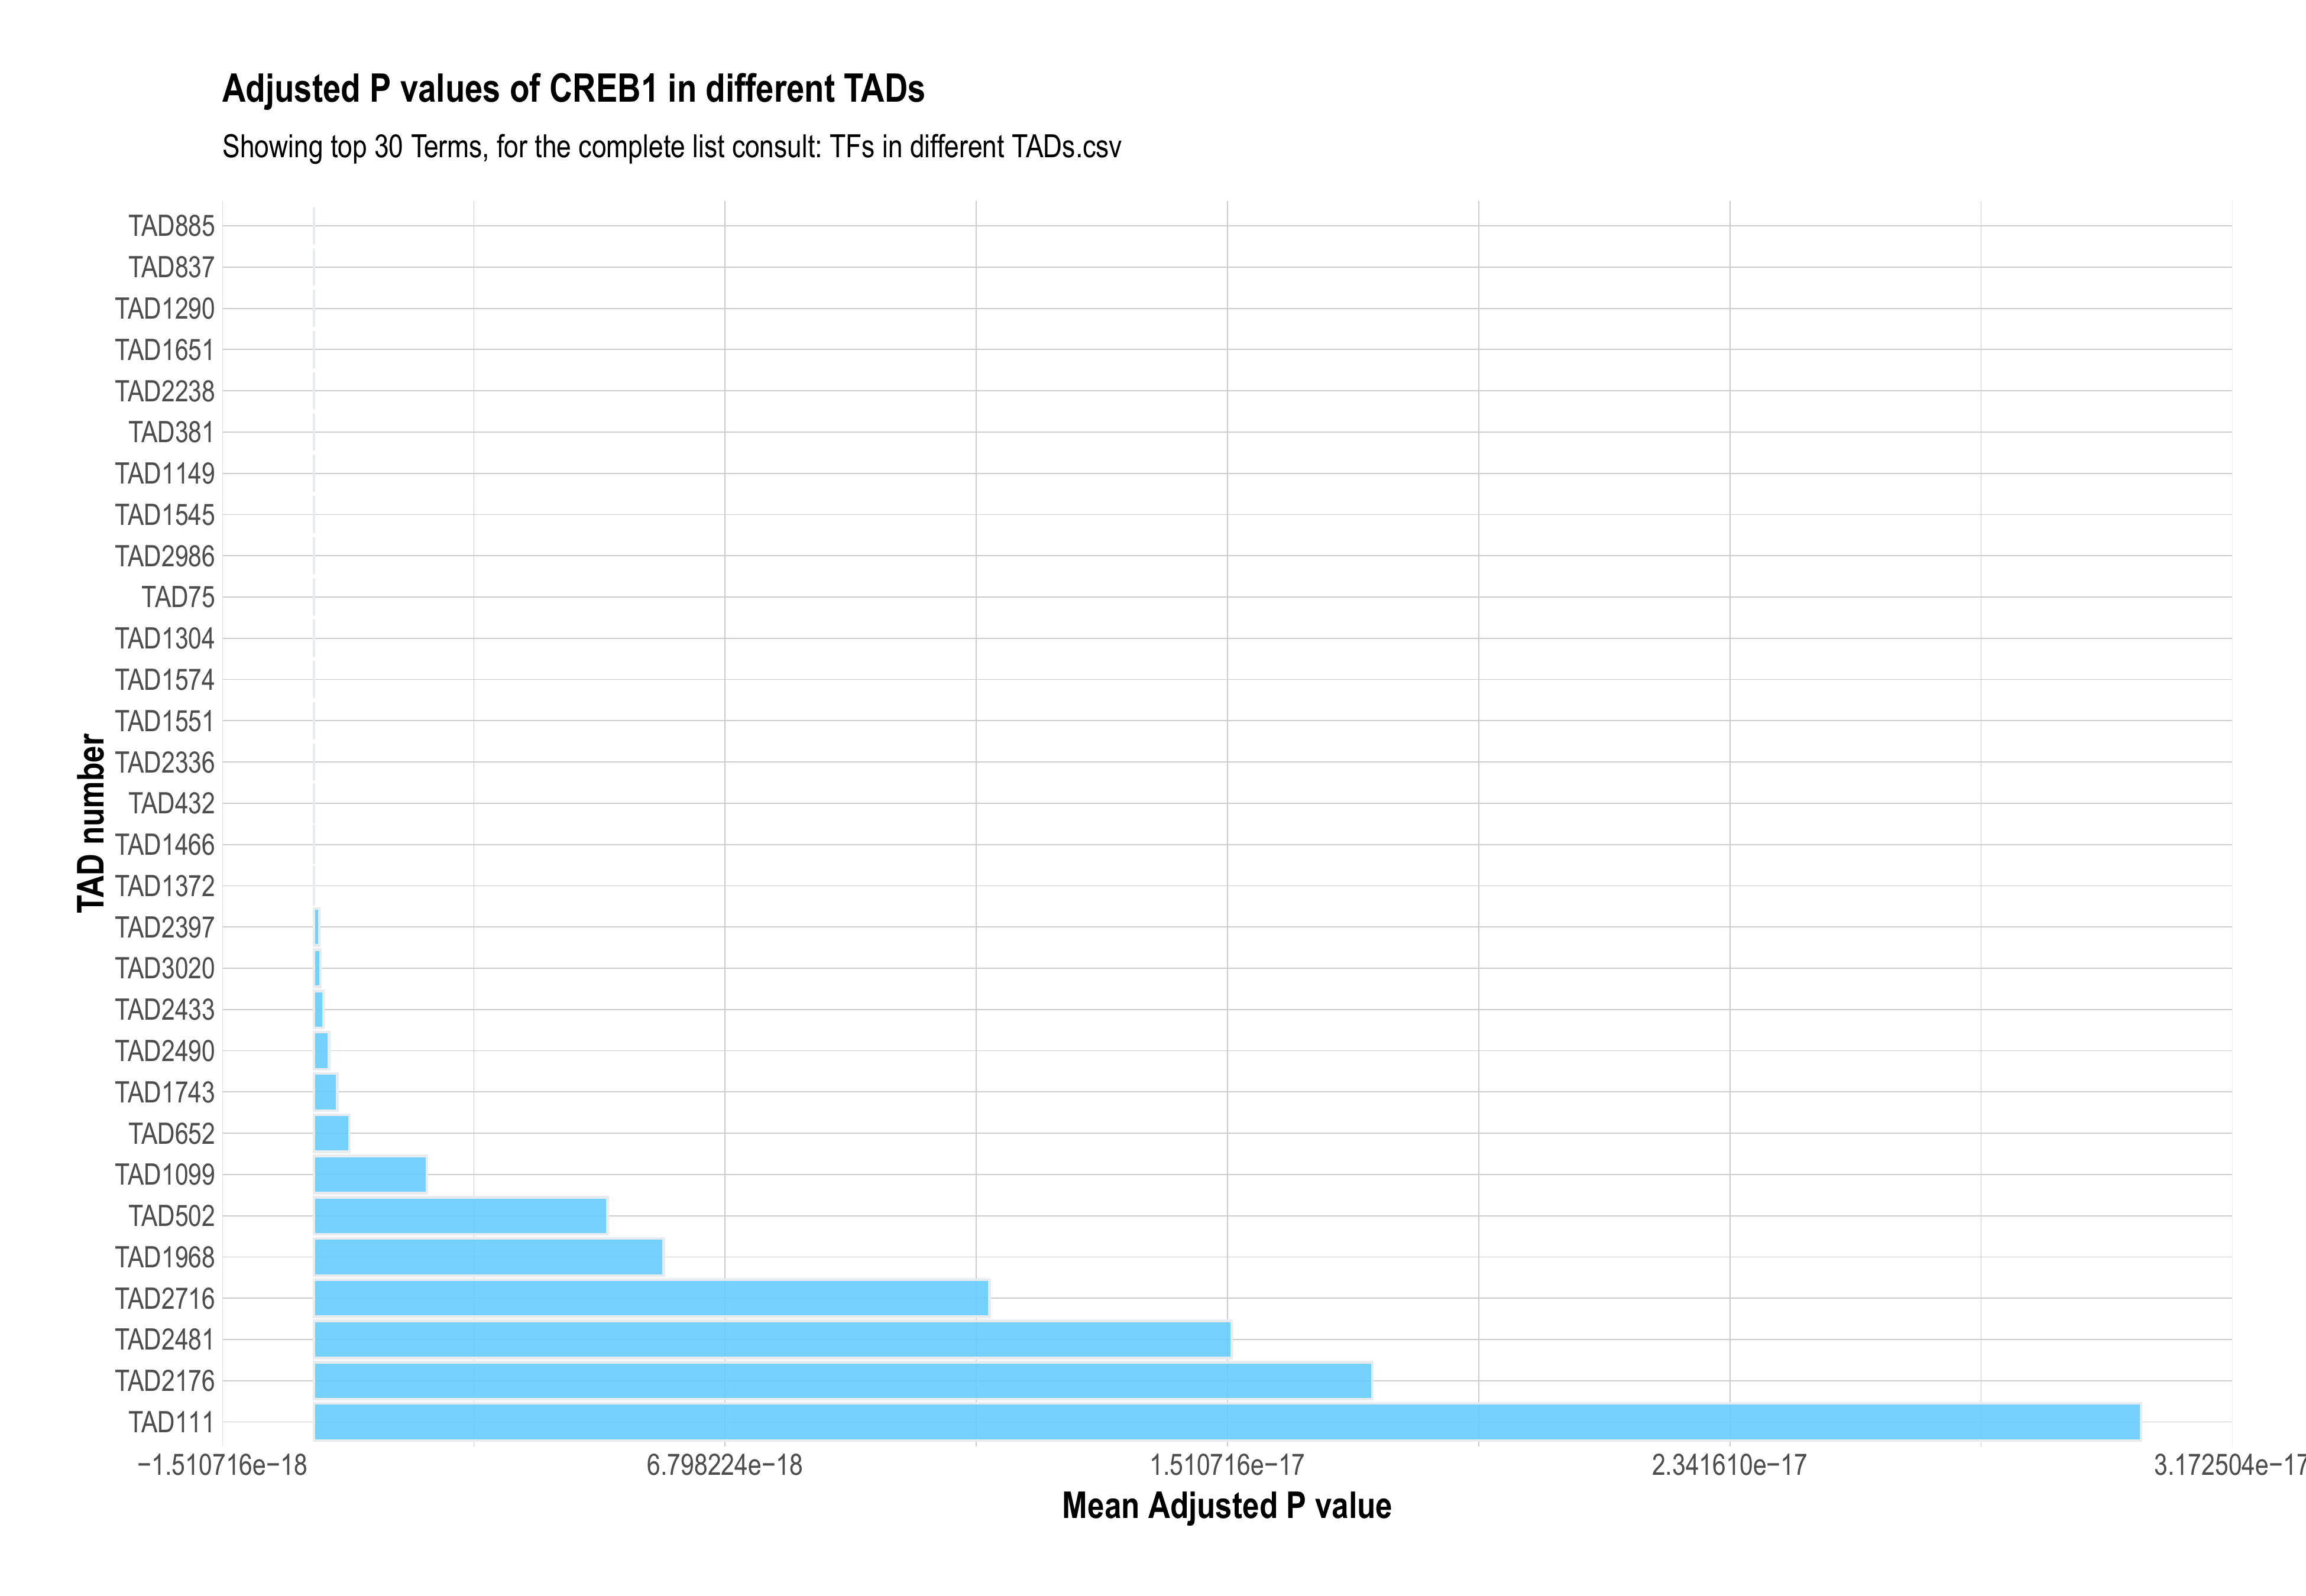 Adjusted P values of CREB1 in different TADs
Showing top 30 Terms, for the complete list consult: TFs in different TADs.csv
TAD number
TAD885
TAD837
TAD1290
TAD1651
TAD2238
TAD381
TAD1149
TAD1545
TAD2986
TAD75
TAD1304
TAD1574
TAD1551
TAD2336
TAD432
TAD1466
TAD1372
TAD2397
TAD3020
TAD2433
TAD2490
TAD1743
TAD652
TAD1099
TAD502
TAD1968
TAD2716
TAD2481
TAD2176
TAD111
−1.510716e−18 6.798224e−18 1.510716e−17 2.341610e−17 3.172504e−17
Mean Adjusted P value